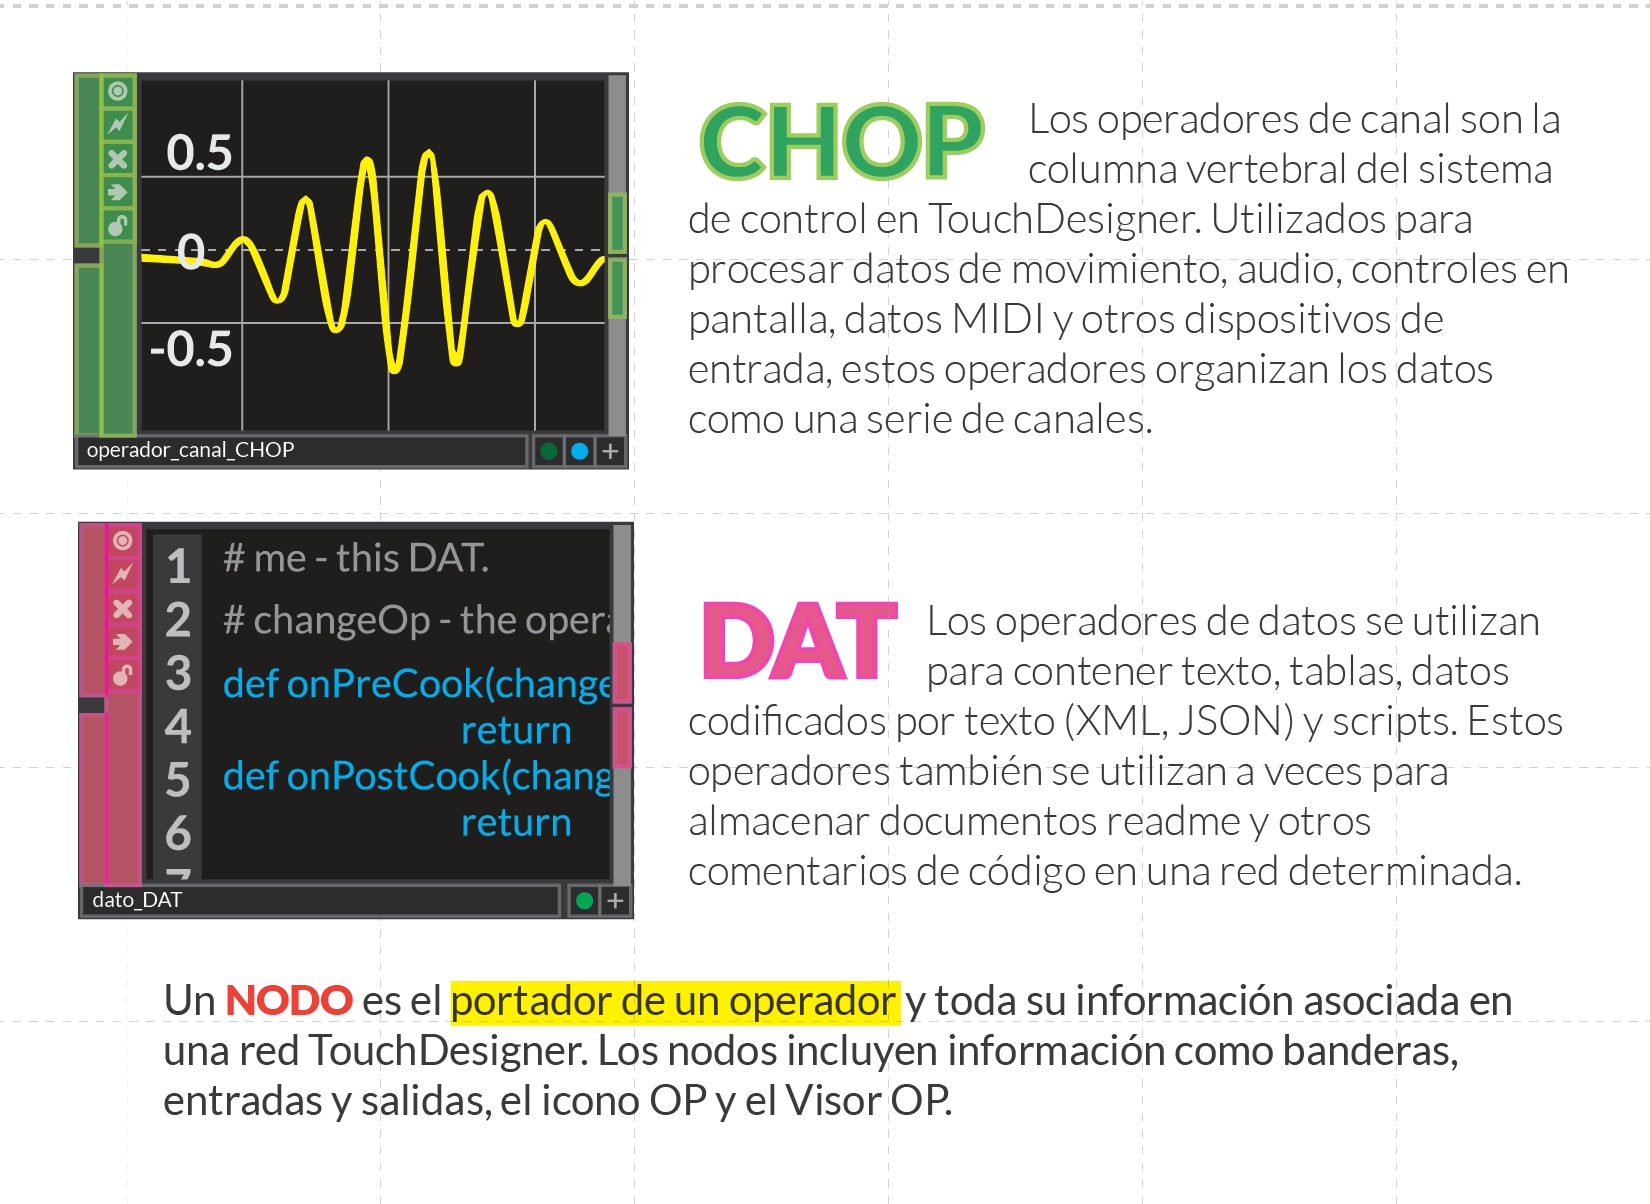 0.5
0
-0.5
operador_canal_CHOP
+
CHOP
Los operadores de canal son la
columna vertebral del sistema
de control en TouchDesigner. Utilizados para
procesar datos de movimiento, audio, controles en
pantalla, datos MIDI y otros dispositivos de
entrada, estos operadores organizan los datos
como una serie de canales.
1 # me - this DAT.
2 # changeOp - the opera
3 def onPreCook(change
4 return
5 def onPostCook(chang
6 return
7
dato_DAT
+
DAT
Los operadores de datos se utilizan
para contener texto, tablas, datos
codificados por texto (XML, JSON) y scripts. Estos
operadores también se utilizan a veces para
almacenar documentos readme y otros
comentarios de código en una red determinada.
Un NODO es el portador de un operador y toda su información asociada en
una red TouchDesigner. Los nodos incluyen información como banderas,
entradas y salidas, el icono OP y el Visor OP.